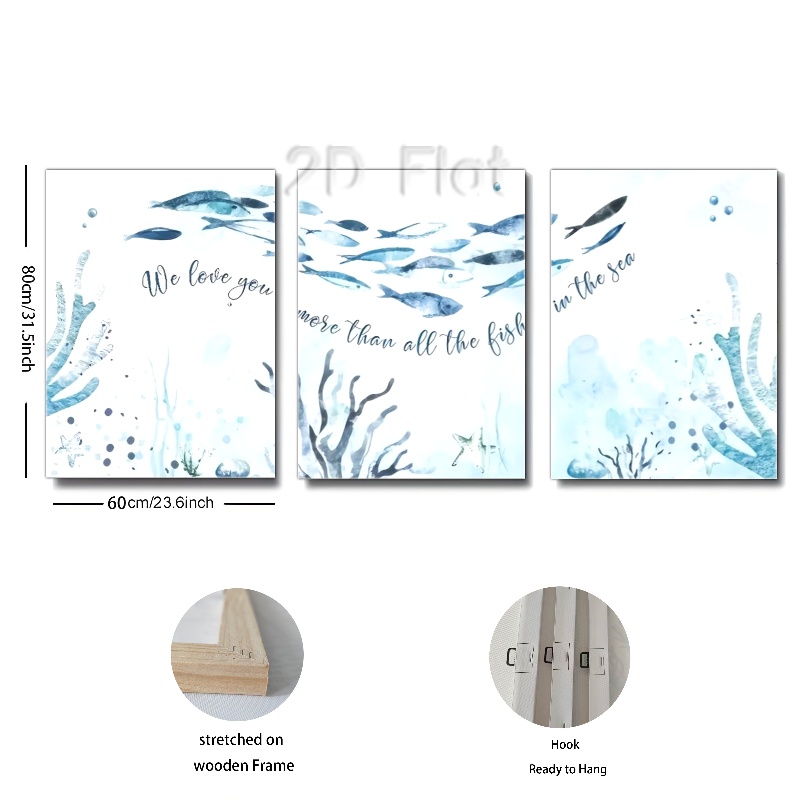 2D Flat
We love you
more than all the fish
in the sea
80cm/31.5inch
60cm/23.6inch
stretched on
wooden Frame
Hook
Ready to Hang